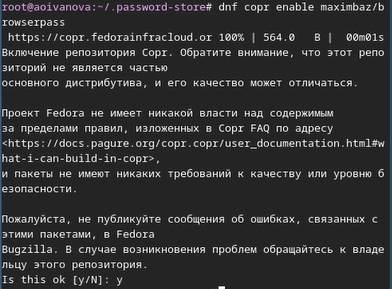 root@aoivanova:~/.password-store# dnf copr enable maximbaz/b
rowserpass
 https://copr.fedorainfracloud.or 100% | 564.0   B |  00m01s
Включение репозитория Copr. Обратите внимание, что этот репо
зиторий не является частью
основного дистрибутива, и его качество может отличаться.

Проект Fedora не имеет никакой власти над содержимым
за пределами правил, изложенных в Copr FAQ по адресу
<https://docs.pagure.org/copr.copr/user_documentation.html#w
hat-i-can-build-in-copr>,
и пакеты не имеют никаких требований к качеству или уровню б
езопасности.

Пожалуйста, не публикуйте сообщения об ошибках, связанных с
этими пакетами, в Fedora
Bugzilla. В случае возникновения проблем обращайтесь к владе
льцу этого репозитория.
Is this ok [y/N]: y